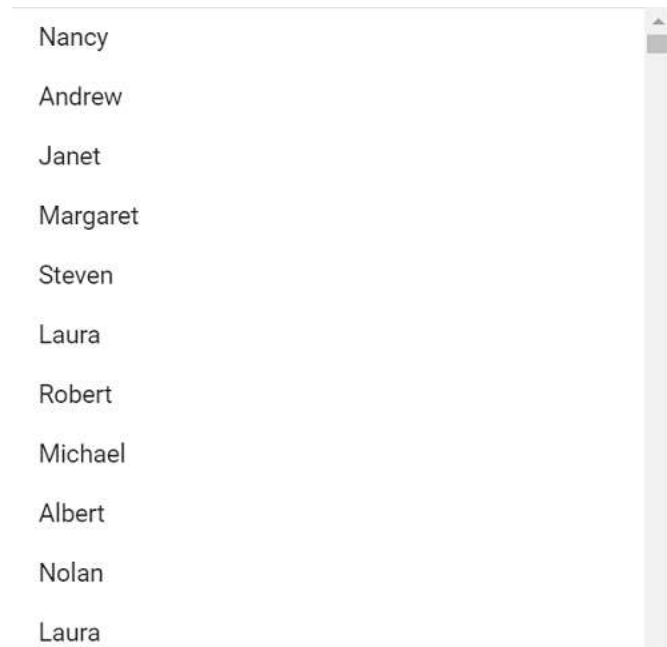 Nancy
Andrew
Janet
Margaret
Steven
Laura
Robert
Michael
Albert
Nolan
Laura